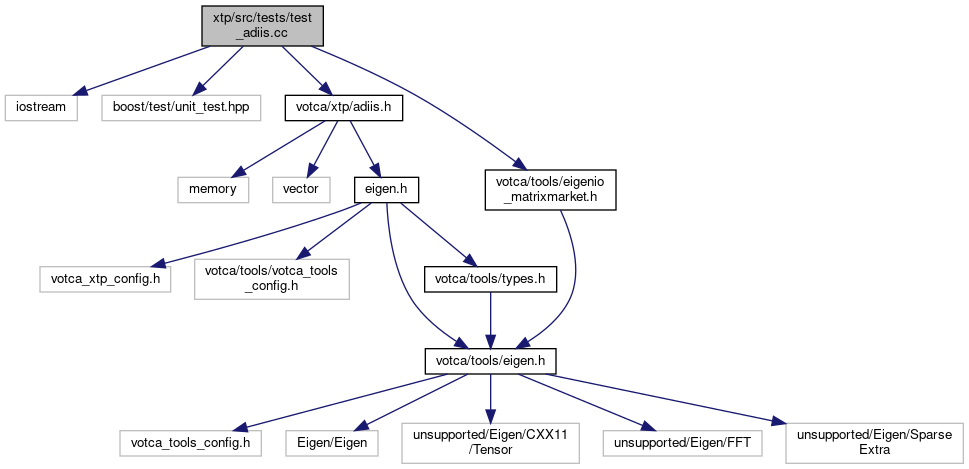 xtp/src/tests/test
_adiis.cc
iostream
boost/test/unit_test.hpp
votca/xtp/adiis.h
memory
vector
eigen.h
votca/tools/eigenio
_matrixmarket.h
votca_xtp_config.h
votca/tools/votca_tools
_config.h
votca/tools/types.h
votca/tools/eigen.h
votca_tools_config.h
Eigen/Eigen
unsupported/Eigen/CXX11
/Tensor
unsupported/Eigen/FFT
unsupported/Eigen/Sparse
Extra